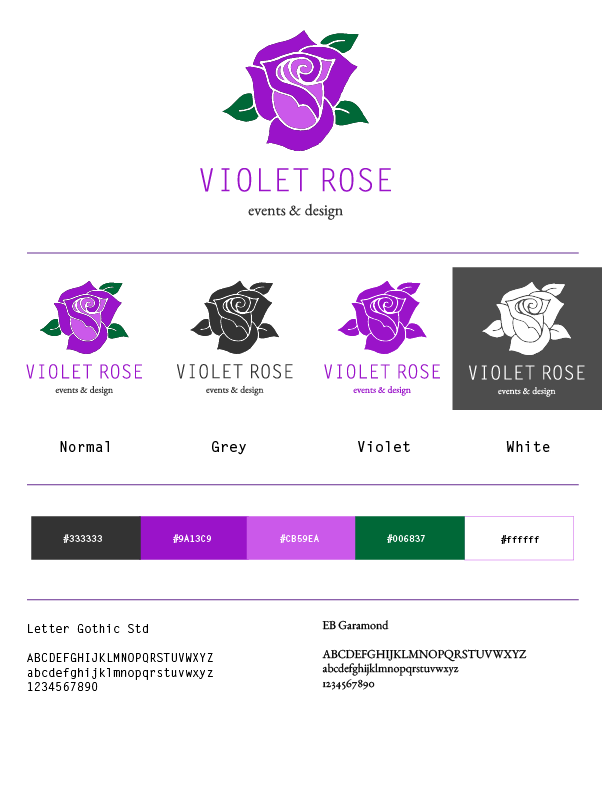 VIOLET ROSE
events & design
VIOLET ROSE
events & design
VIOLET ROSE
events & design
VIOLET ROSE
events & design
VIOLET ROSE
events & design
Normal
Grey
Violet
White
#333333
#9A13C9
#CB59EA
#006837
#ffffff
Letter Gothic Std
ABCDEFGHIJKLMNOPQRSTUVWXYZ
abcdefghijklmnopqrstuvwxyz
1234567890
EB Garamond
ABCDEFGHIJKLMNOPQRSTUVWXYZ
abcdefghijklmnopqrstuvwxyz
1234567890